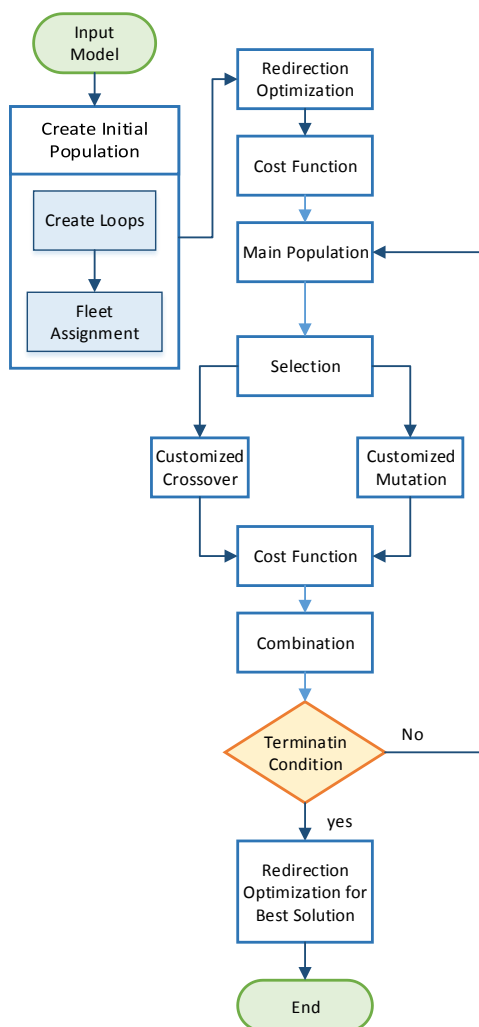 Input
Model
Create Initial
Population
Create Loops
Fleet
Assignment
Redirection
Optimization
Cost Function
Main Population
Selection
Customized
Crossover
Customized
Mutation
Cost Function
Combination
Terminatin
Condition
No
yes
Redirection
Optimization for
Best Solution
End